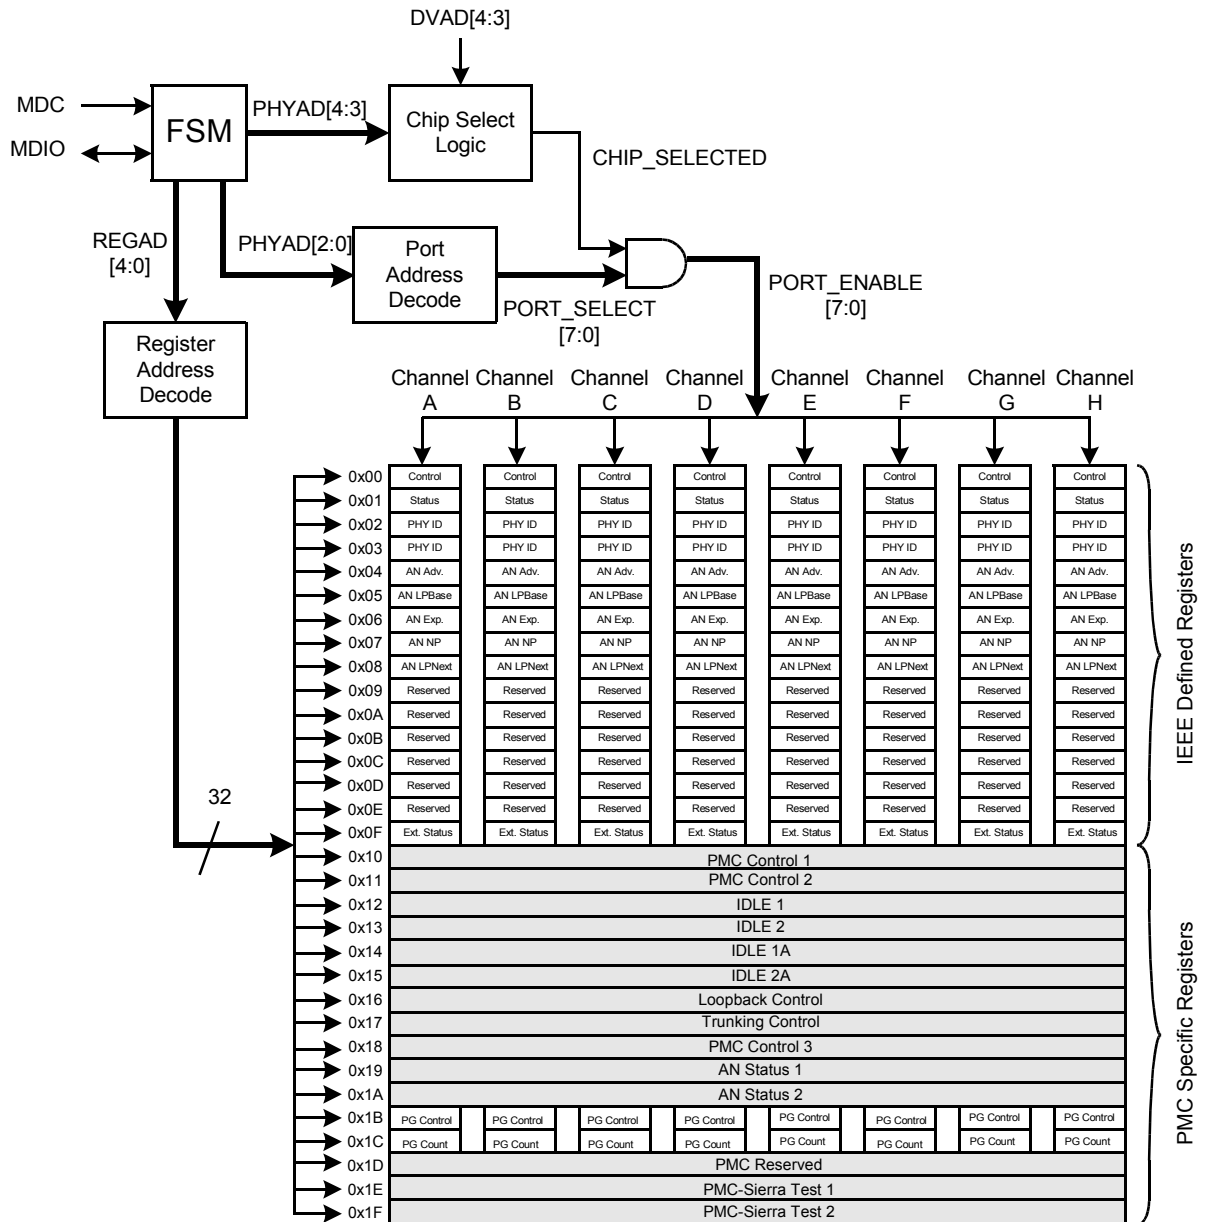 DVAD[4:3]
MDC
MDIO
FSM
PHYAD[4:3]
Chip Select
Logic
CHIP_SELECTED
REGAD
[4:0]
PHYAD[2:0]
Port
Address
Decode
PORT_SELECT
[7:0]
PORT_ENABLE
[7:0]
Register
Address
Decode
Channel Channel Channel Channel Channel Channel Channel Channel
A B C D E F G H
0x00 Control Control Control Control Control Control Control Control
0x01 Status Status Status Status Status Status Status Status
0x02 PHY ID PHY ID PHY ID PHY ID PHY ID PHY ID PHY ID PHY ID
0x03 PHY ID PHY ID PHY ID PHY ID PHY ID PHY ID PHY ID PHY ID
0x04 AN Adv. AN Adv. AN Adv. AN Adv. AN Adv. AN Adv. AN Adv. AN Adv.
0x05 AN LPBase AN LPBase AN LPBase AN LPBase AN LPBase AN LPBase AN LPBase AN LPBase
0x06 AN Exp. AN Exp. AN Exp. AN Exp. AN Exp. AN Exp. AN Exp. AN Exp.
0x07 AN NP AN NP AN NP AN NP AN NP AN NP AN NP AN NP
0x08 AN LPNext AN LPNext AN LPNext AN LPNext AN LPNext AN LPNext AN LPNext AN LPNext
0x09 Reserved Reserved Reserved Reserved Reserved Reserved Reserved Reserved
0x0A Reserved Reserved Reserved Reserved Reserved Reserved Reserved Reserved
0x0B Reserved Reserved Reserved Reserved Reserved Reserved Reserved Reserved
0x0C Reserved Reserved Reserved Reserved Reserved Reserved Reserved Reserved
0x0D Reserved Reserved Reserved Reserved Reserved Reserved Reserved Reserved
0x0E Reserved Reserved Reserved Reserved Reserved Reserved Reserved Reserved
0x0F Ext. Status Ext. Status Ext. Status Ext. Status Ext. Status Ext. Status Ext. Status Ext. Status
IEEE Defined Registers
32
0x10 PMC Control 1
0x11 PMC Control 2
0x12 IDLE 1
0x13 IDLE 2
0x14 IDLE 1A
0x15 IDLE 2A
0x16 Loopback Control
0x17 Trunking Control
0x18 PMC Control 3
0x19 AN Status 1
0x1A AN Status 2
0x1B PG Control PG Control PG Control PG Control PG Control PG Control PG Control PG Control
0x1C PG Count PG Count PG Count PG Count PG Count PG Count PG Count PG Count
0x1D PMC Reserved
0x1E PMC-Sierra Test 1
0x1F PMC-Sierra Test 2
PMC Specific Registers